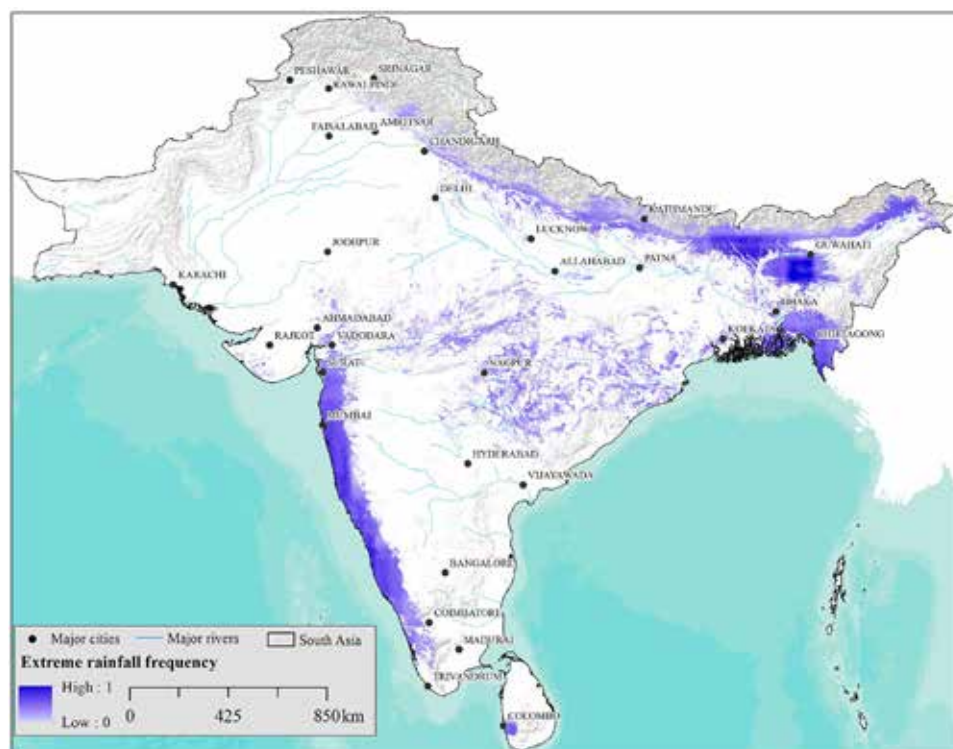 PESHAWAR
SRINAGAR
RAWALPINDI
FAISALABAD
AMRITSAR
CHANDIGARH
DELHI
KATHMANDU
LUCKNOW
GUWAHATI
JODHPUR
ALLAHABAD
PATNA
KARACHI
DHAKA
AHMADABAD
KOLKATA
CHITTAGONG
RAJKOT
VADODARA
SURAT
NAGPUR
MUMBAI
HYDERABAD
VIJAYAWADA
BANGALORE
COIMBATORE
MADURAI
TRIVANDRUM
COLOMBO
Major cities Major rivers South Asia
Extreme rainfall frequency
High : 1
Low : 0
0 425 850 km